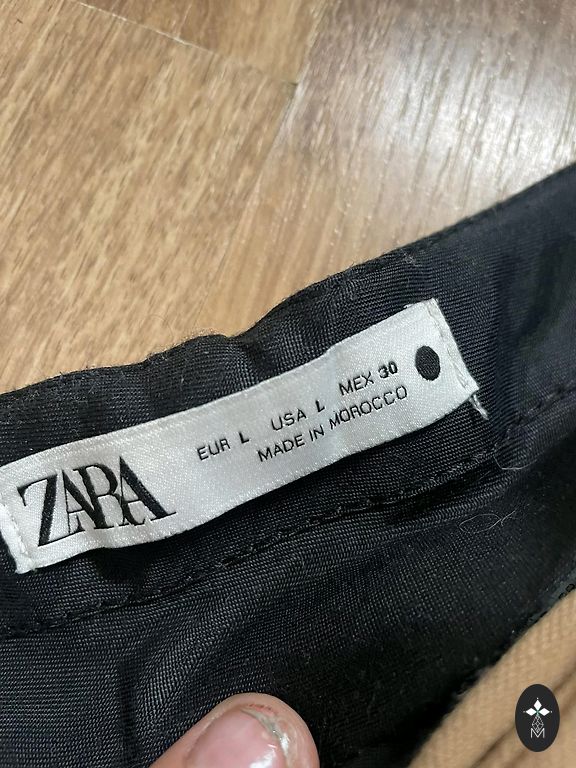 ZARA
EUR L USA L MEX 30
MADE IN MOROCCO
M